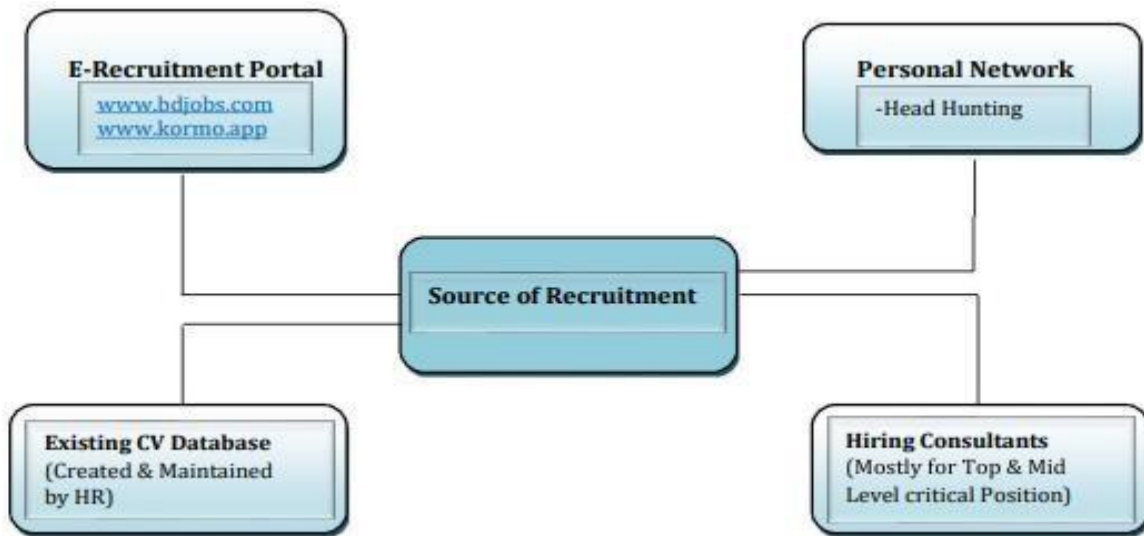 E-Recruitment Portal
www.bdjobs.com
www.kormo.app
Personal Network
-Head Hunting
Source of Recruitment
Existing CV Database
(Created & Maintained
by HR)
Hiring Consultants
(Mostly for Top & Mid
Level critical Position)